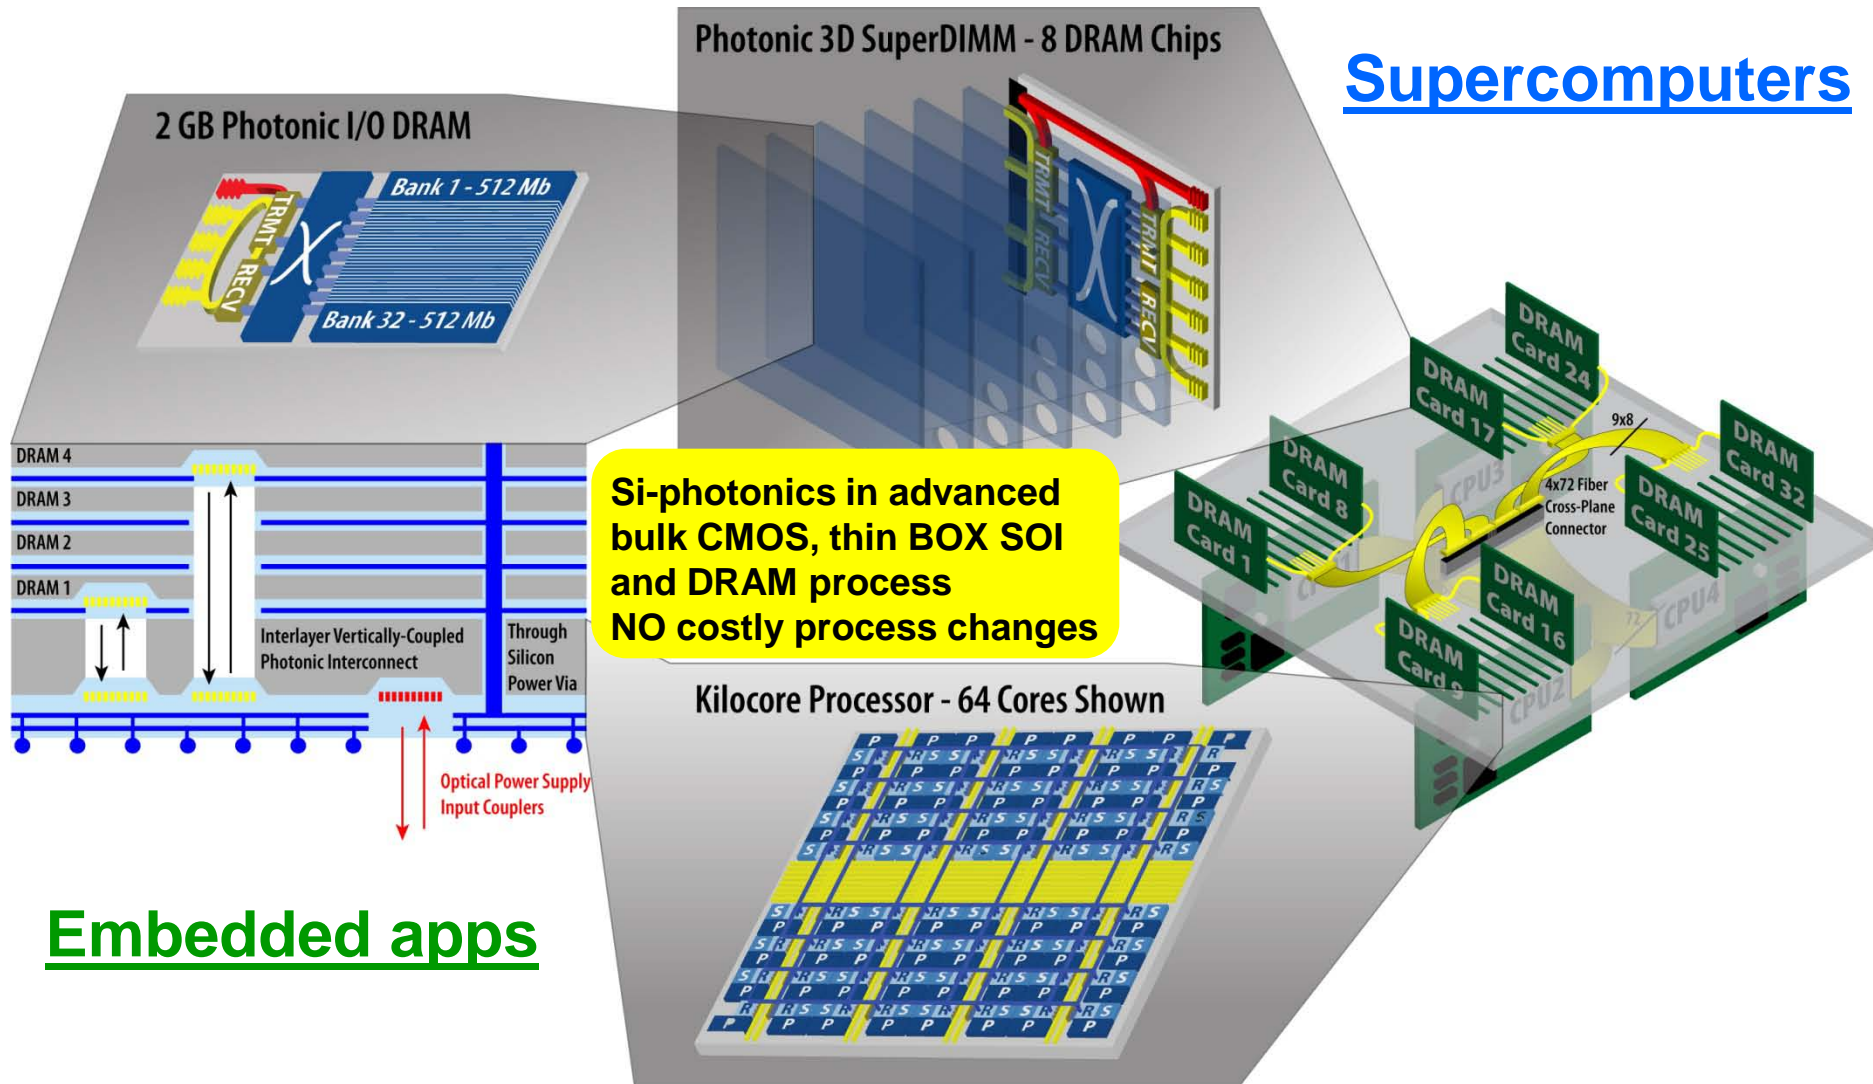 Photonic 3D SuperDIMM - 8 DRAM Chips
Supercomputers
2 GB Photonic I/O DRAM
Bank 1 - 512 Mb
Bank 32 - 512 Mb
TRMT
RECV
TRMT
RECV
TRMT
RECV
DRAM
Card 24
DRAM
Card 17
9x8
DRAM
Card 32
DRAM
Card 25
DRAM
Card 8
DRAM
Card 1
CPU3
4x72 Fiber
Cross-Plane
Connector
DRAM
Card 16
DRAM
Card 9
CPU4
72
CPU2
DRAM 4
DRAM 3
DRAM 2
DRAM 1
Interlayer Vertically-Coupled
Photonic Interconnect
Through
Silicon
Power Via
Optical Power Supply
Input Couplers
Si-photonics in advanced
bulk CMOS, thin BOX SOI
and DRAM process
NO costly process changes
Kilocore Processor - 64 Cores Shown
Embedded apps